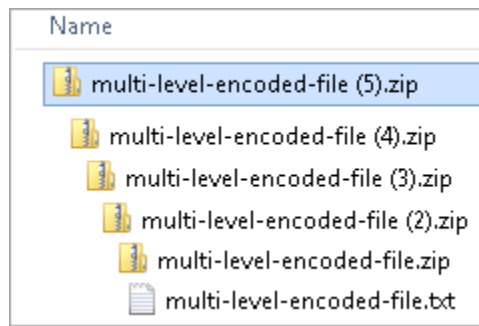 Name
multi-level-encoded-file (5).zip
multi-level-encoded-file (4).zip
multi-level-encoded-file (3).zip
multi-level-encoded-file (2).zip
multi-level-encoded-file.zip
multi-level-encoded-file.txt